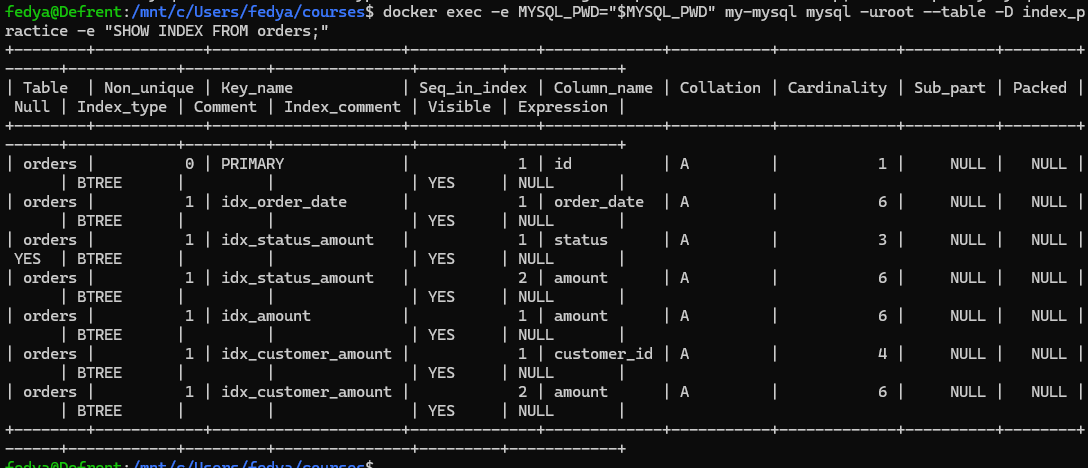 fedya@Defrent:/mnt/c/Users/fedya/courses$ docker exec -e MYSQL_PWD="$MYSQL_PWD" my-mysql mysql -uroot --table -D index_p
ractice -e "SHOW INDEX FROM orders;"
+--------+------------+---------------------+--------------+-------------+-----------+-------------+----------+--------+
------+------------+---------+---------------+---------+------------+
| Table  | Non_unique | Key_name            | Seq_in_index | Column_name | Collation | Cardinality | Sub_part | Packed |
 Null | Index_type | Comment | Index_comment | Visible | Expression |
+--------+------------+---------------------+--------------+-------------+-----------+-------------+----------+--------+
------+------------+---------+---------------+---------+------------+
| orders |          0 | PRIMARY             |            1 | id          | A         |           1 |     NULL |   NULL |
      | BTREE      |         |               | YES     | NULL       |
| orders |          1 | idx_order_date      |            1 | order_date  | A         |           6 |     NULL |   NULL |
      | BTREE      |         |               | YES     | NULL       |
| orders |          1 | idx_status_amount   |            1 | status      | A         |           3 |     NULL |   NULL |
 YES  | BTREE      |         |               | YES     | NULL       |
| orders |          1 | idx_status_amount   |            2 | amount      | A         |           6 |     NULL |   NULL |
      | BTREE      |         |               | YES     | NULL       |
| orders |          1 | idx_amount          |            1 | amount      | A         |           6 |     NULL |   NULL |
      | BTREE      |         |               | YES     | NULL       |
| orders |          1 | idx_customer_amount |            1 | customer_id | A         |           4 |     NULL |   NULL |
      | BTREE      |         |               | YES     | NULL       |
| orders |          1 | idx_customer_amount |            2 | amount      | A         |           6 |     NULL |   NULL |
      | BTREE      |         |               | YES     | NULL       |
+--------+------------+---------------------+--------------+-------------+-----------+-------------+----------+--------+
------+------------+---------+---------------+---------+------------+
fedya@Defrent:/mnt/c/Users/fedya/courses$